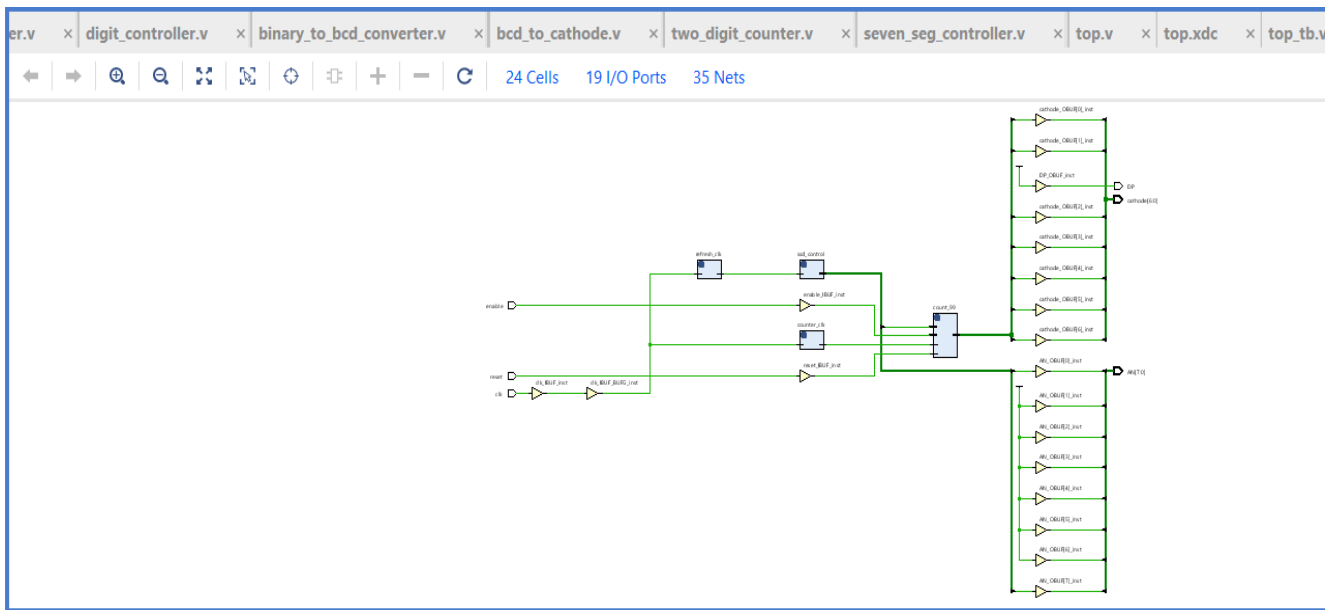 er.v × digit_controller.v × binary_to_bcd_converter.v × bcd_to_cathode.v × two_digit_counter.v × seven_seg_controller.v × top.v × top.xdc × top_tb.v
24 Cells 19 I/O Ports 35 Nets
cathode_OBUF[0]_inst
cathode_OBUF[1]_inst
DP_OBUF_inst
DP
cathode[6:0]
cathode_OBUF[2]_inst
cathode_OBUF[3]_inst
refresh_clk
ssd_control
cathode_OBUF[4]_inst
enable_IBUF_inst
enable
count_99
cathode_OBUF[5]_inst
counter_clk
cathode_OBUF[6]_inst
reset_IBUF_inst
AN_OBUF[0]_inst
AN[7:0]
reset
clk_IBUF_inst
clk_IBUF_BUFG_inst
clk
AN_OBUF[1]_inst
AN_OBUF[2]_inst
AN_OBUF[3]_inst
AN_OBUF[4]_inst
AN_OBUF[5]_inst
AN_OBUF[6]_inst
AN_OBUF[7]_inst